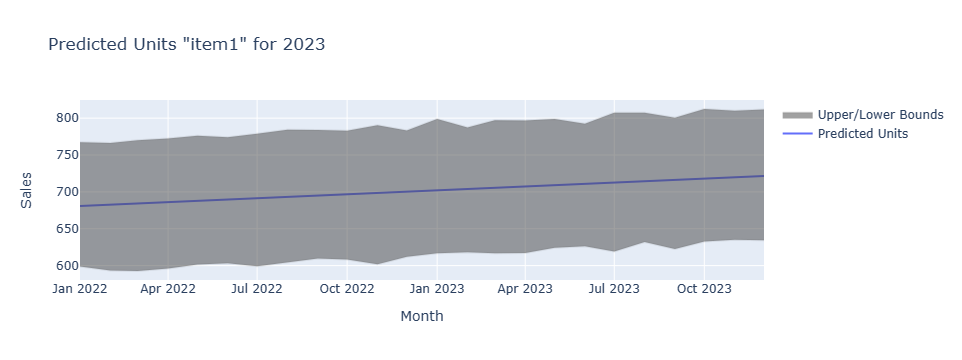 Predicted Units "item1" for 2023
Upper/Lower Bounds
Predicted Units
800
750
700
650
600
Sales
Jan 2022 Apr 2022 Jul 2022 Oct 2022 Jan 2023 Apr 2023 Jul 2023 Oct 2023
Month